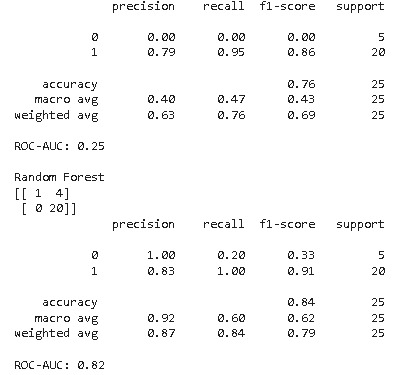 precision recall f1-score support
0 0.00 0.00 0.00 5
1 0.79 0.95 0.86 20
accuracy 0.76 25
macro avg 0.40 0.47 0.43 25
weighted avg 0.63 0.76 0.69 25
ROC-AUC: 0.25
Random Forest
[[ 1 4]
[ 0 20]]
precision recall f1-score support
0 1.00 0.20 0.33 5
1 0.83 1.00 0.91 20
accuracy 0.84 25
macro avg 0.92 0.60 0.62 25
weighted avg 0.87 0.84 0.79 25
ROC-AUC: 0.82